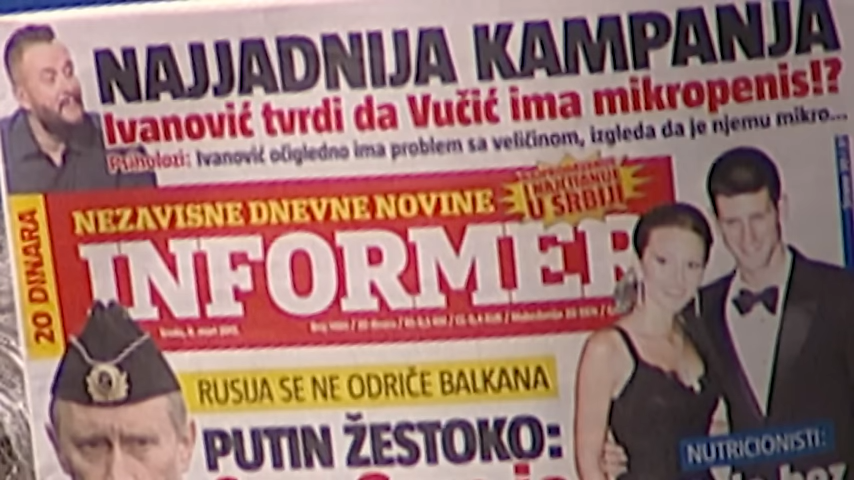 NAJJADNIJA KAMPANJA
Ivanović tvrdi da Vučić ima mikropenis!?
Psiholozi: Ivanović očigledno ima problem sa veličinom, izgleda da je njemu mikro...
20 DINARA
NEZAVISNE DNEVNE NOVINE
NAJČITANIJE
U SRBIJI
INFORMER
RUSIJA SE NE ODRIČE BALKANA
PUTIN ŽESTOKO:
NUTRICIONISTI: